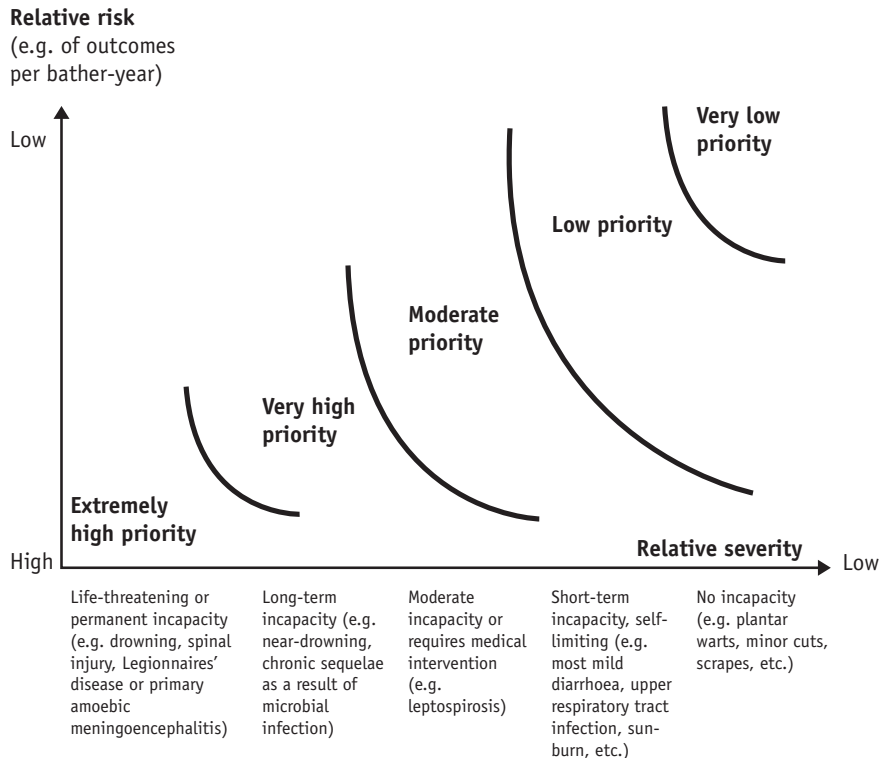 Relative risk
(e.g. of outcomes
per bather-year)
Low
Very low
priority
Low priority
Moderate
priority
Very high
priority
Extremely
high priority
Relative severity
High
Low
Life-threatening or
permanent incapacity
(e.g. drowning, spinal
injury, Legionnaires’
disease or primary
amoebic
meningoencephalitis)
Long-term
incapacity (e.g.
near-drowning,
chronic sequelae
as a result of
microbial
infection)
Moderate
incapacity or
requires medical
intervention
(e.g.
leptospirosis)
Short-term
incapacity, self-
limiting (e.g.
most mild
diarrhoea, upper
respiratory tract
infection, sun-
burn, etc.)
No incapacity
(e.g. plantar
warts, minor cuts,
scrapes, etc.)